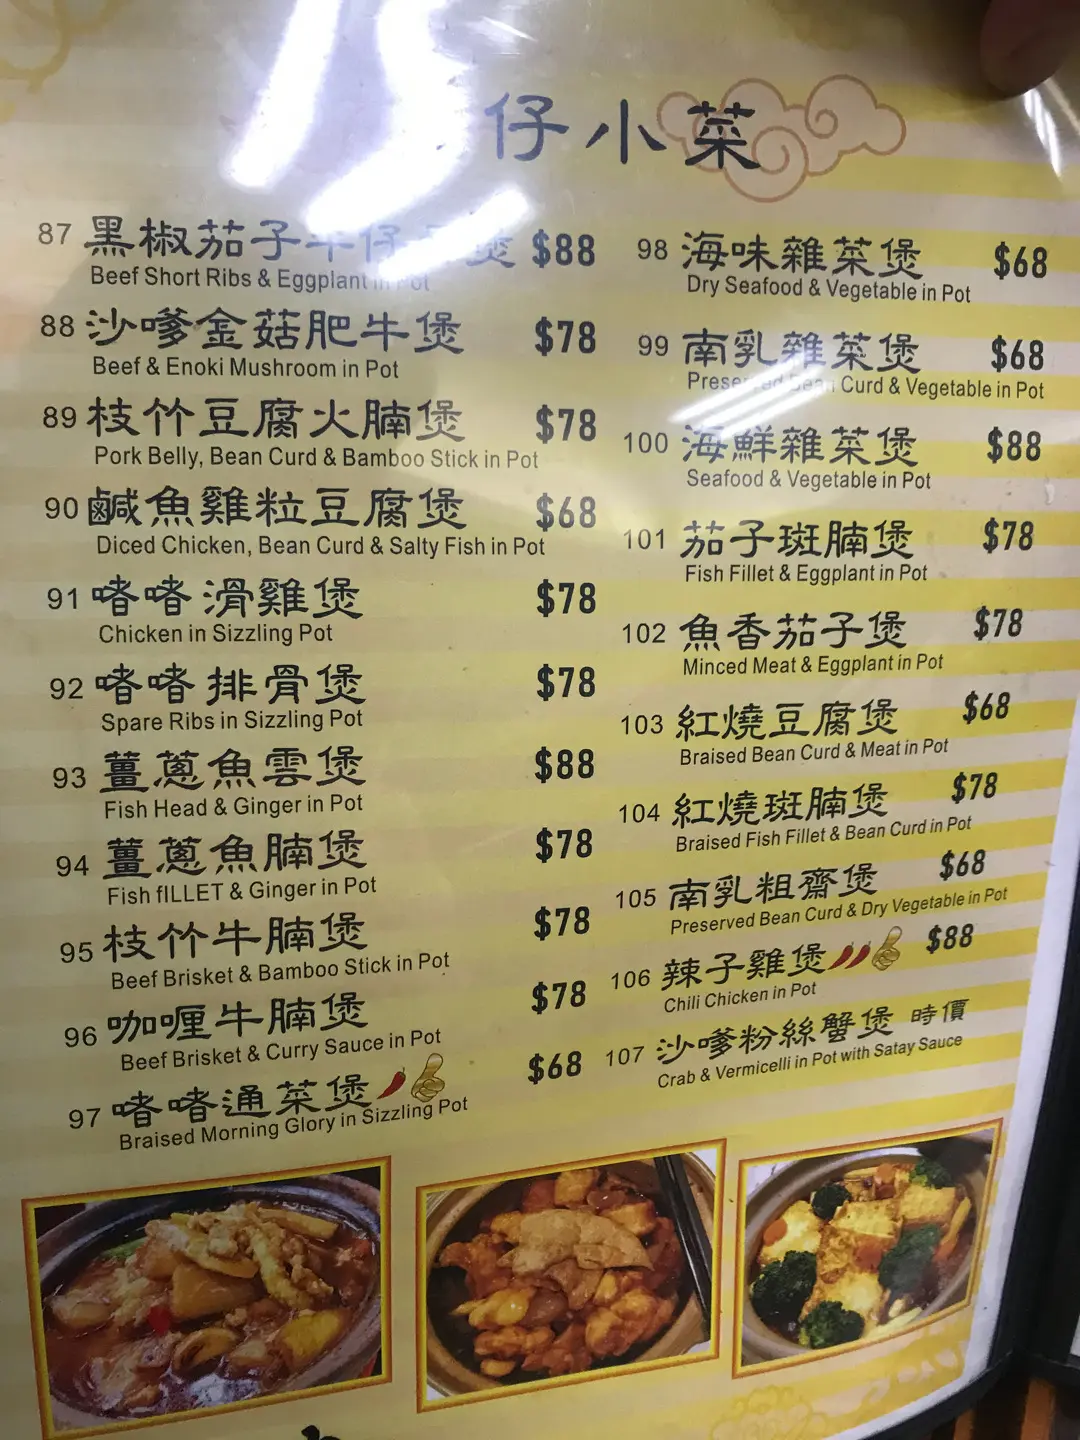 仔小菜
87 黑椒茄子牛仔骨煲 $88
Beef Short Ribs & Eggplant in Pot
88 沙嗲金菇肥牛煲 $78
Beef & Enoki Mushroom in Pot
89 枝竹豆腐火腩煲 $78
Pork Belly, Bean Curd & Bamboo Stick in Pot
90 鹹魚雞粒豆腐煲 $68
Diced Chicken, Bean Curd & Salty Fish in Pot
91 啫啫滑雞煲 $78
Chicken in Sizzling Pot
92 啫啫排骨煲 $78
Spare Ribs in Sizzling Pot
93 薑蔥魚雲煲 $88
Fish Head & Ginger in Pot
94 薑蔥魚腩煲 $78
Fish fILLET & Ginger in Pot
95 枝竹牛腩煲 $78
Beef Brisket & Bamboo Stick in Pot
96 咖喱牛腩煲 $78
Beef Brisket & Curry Sauce in Pot
97 啫啫通菜煲 $68
Braised Morning Glory in Sizzling Pot
98 海味雜菜煲 $68
Dry Seafood & Vegetable in Pot
99 南乳雜菜煲 $68
Preserved Bean Curd & Vegetable in Pot
100 海鮮雜菜煲 $88
Seafood & Vegetable in Pot
101 茄子斑腩煲 $78
Fish Fillet & Eggplant in Pot
102 魚香茄子煲 $78
Minced Meat & Eggplant in Pot
103 紅燒豆腐煲 $68
Braised Bean Curd & Meat in Pot
104 紅燒斑腩煲 $78
Braised Fish Fillet & Bean Curd in Pot
105 南乳粗齋煲 $68
Preserved Bean Curd & Dry Vegetable in Pot
106 辣子雞煲 $88
Chili Chicken in Pot
107 沙嗲粉絲蟹煲 時價
Crab & Vermicelli in Pot with Satay Sauce